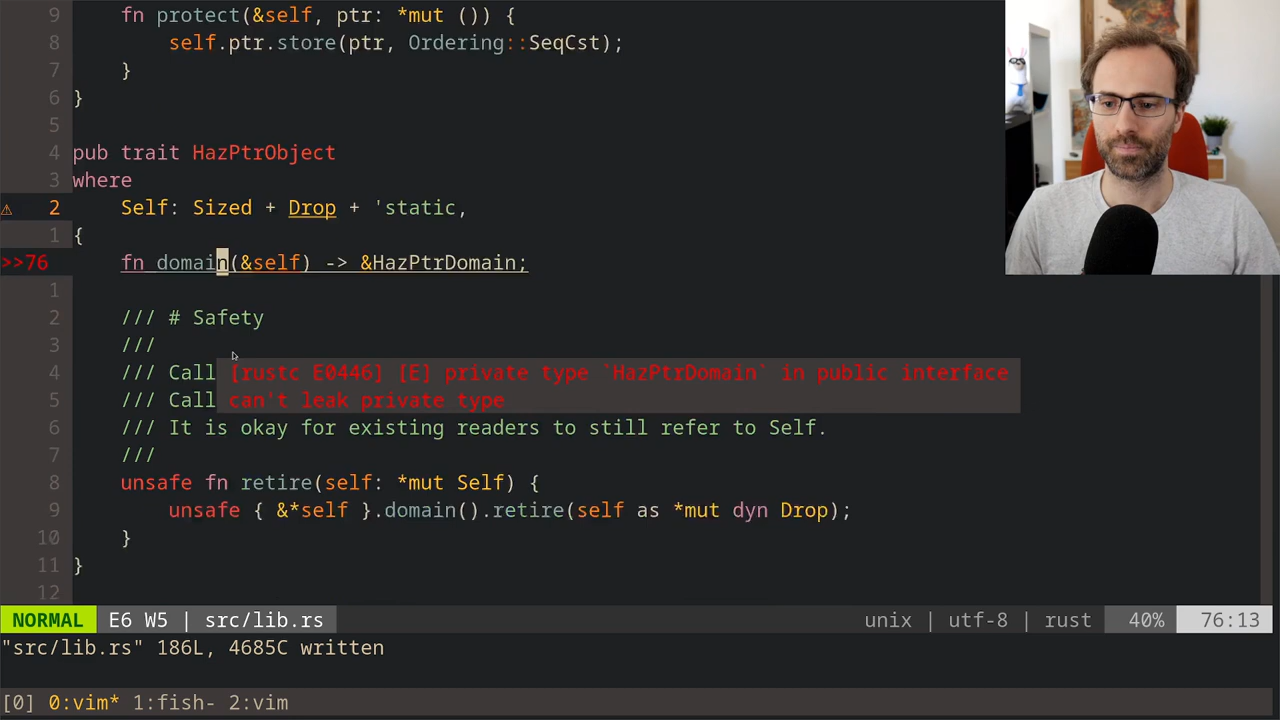 9 fn protect(&self, ptr: *mut ()) {
8 self.ptr.store(ptr, Ordering::SeqCst);
7 }
6 }
5
4 pub trait HazPtrObject
3 where
⚠ 2 Self: Sized + Drop + 'static,
1 {
>>76 fn domain(&self) -> &HazPtrDomain;
1
2 /// # Safety
3 ///
4 /// Call [rustc E0446] [E] private type `HazPtrDomain` in public interface
5 /// Call can't leak private type
6 /// It is okay for existing readers to still refer to Self.
7 ///
8 unsafe fn retire(self: *mut Self) {
9 unsafe { &*self }.domain().retire(self as *mut dyn Drop);
10 }
11 }
12
NORMAL E6 W5 | src/lib.rs unix | utf-8 | rust 40% 76:13
"src/lib.rs" 186L, 4685C written
[0] 0:vim* 1:fish- 2:vim